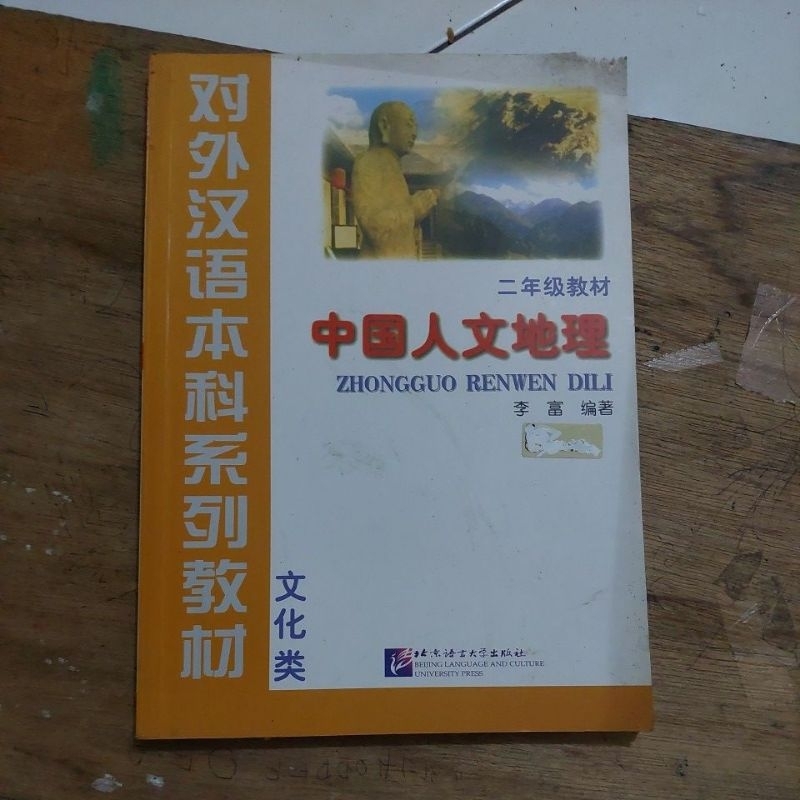 对外汉语本科系列教材
二年级教材
中国人文地理
ZHONGGUO RENWEN DILI
李富 编著
文化类
北京语言大学出版社
BEIJING LANGUAGE AND CULTURE
UNIVERSITY PRESS